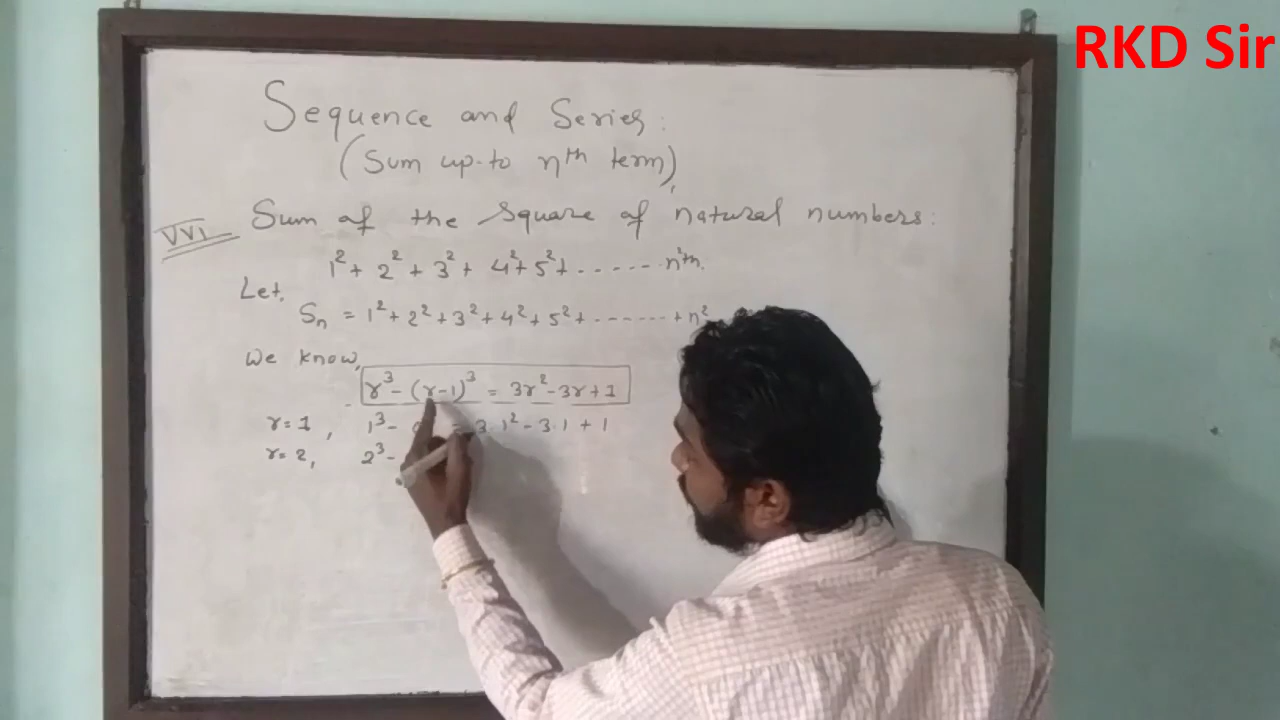 RKD Sir
Sequence and Series:
(Sum up-to nth term),
VVI Sum of the square of natural numbers:
1² + 2² + 3² + 4² + 5² + ...... n²th.
Let,
Sn = 1² + 2² + 3² + 4² + 5² + ...... + n²
We know,
r³ - (r-1)³ = 3r² - 3r + 1
r = 1, 1³ - = 3.1² - 3.1 + 1
r = 2, 2³ -